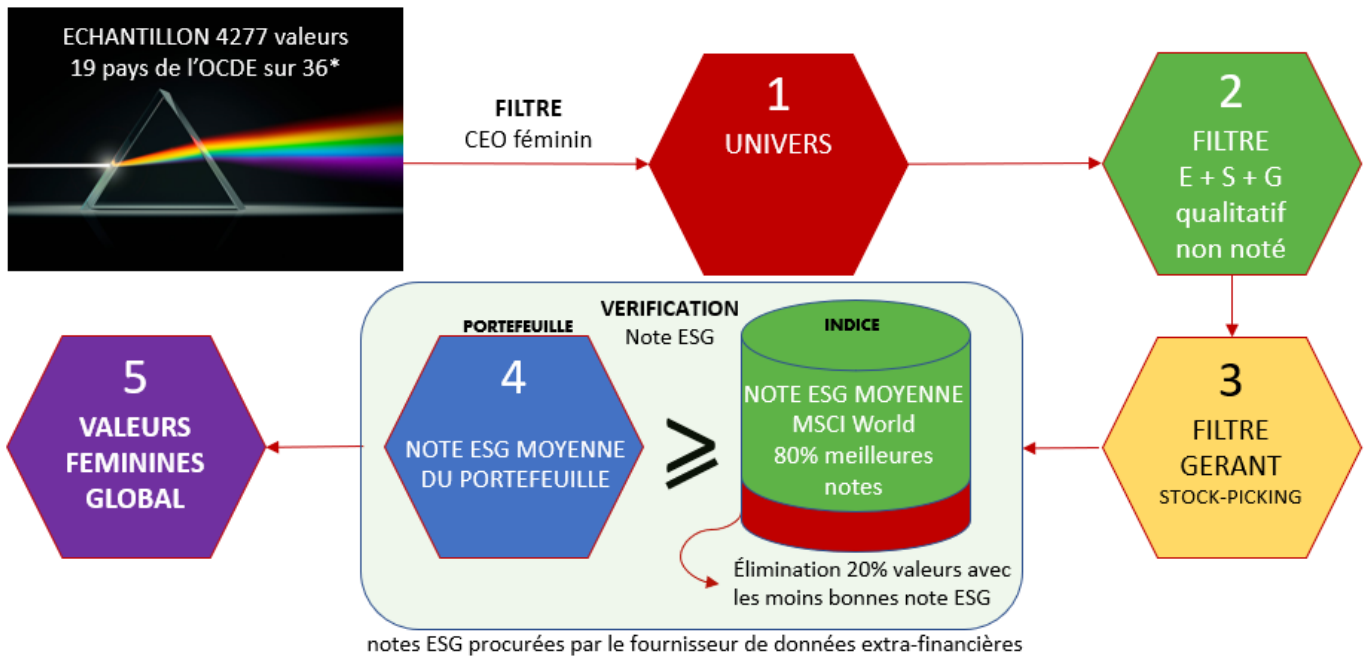 ECHANTILLON 4277 valeurs
19 pays de l'OCDE sur 36*
FILTRE
CEO féminin
1
UNIVERS
2
FILTRE
E + S + G
qualitatif
non noté
3
FILTRE
GERANT
STOCK-PICKING
VERIFICATION
Note ESG
PORTEFEUILLE
4
NOTE ESG MOYENNE
DU PORTEFEUILLE
⩾
INDICE
NOTE ESG MOYENNE
MSCI World
80% meilleures
notes
Élimination 20% valeurs avec
les moins bonnes note ESG
5
VALEURS
FEMININES
GLOBAL
notes ESG procurées par le fournisseur de données extra-financières